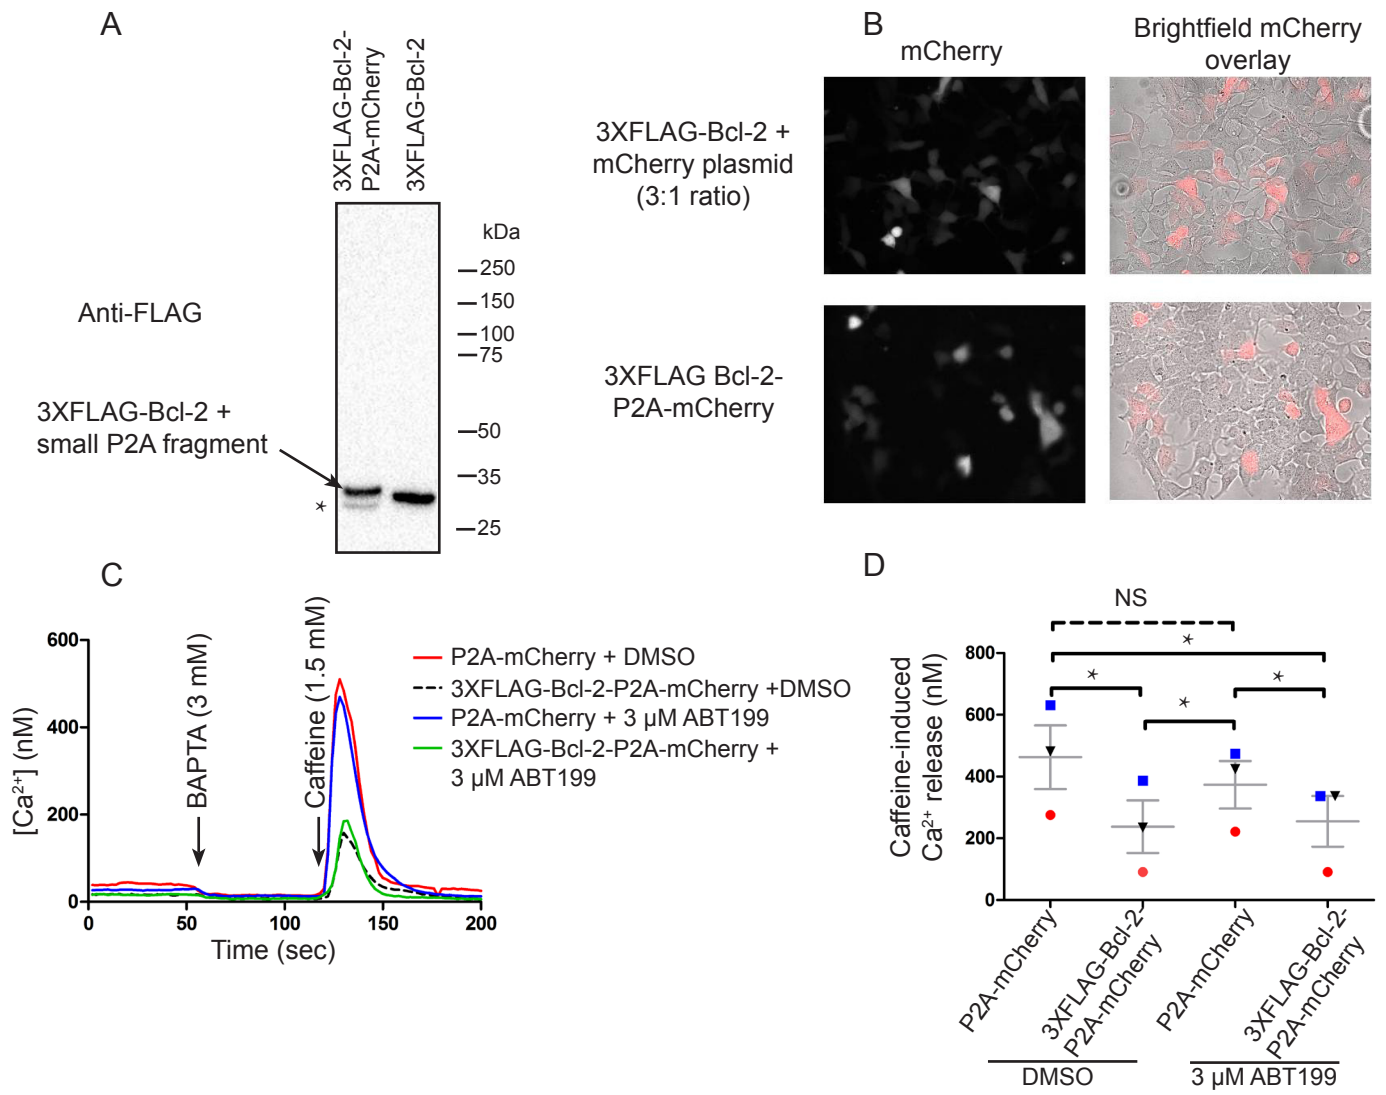 A
3XFLAG-Bcl-2-
P2A-mCherry
3XFLAG-Bcl-2
kDa
250
150
100
75
50
35
25
Anti-FLAG
3XFLAG-Bcl-2 +
small P2A fragment
*
B
mCherry
Brightfield mCherry
overlay
3XFLAG-Bcl-2 +
mCherry plasmid
(3:1 ratio)
3XFLAG Bcl-2-
P2A-mCherry
C
[Ca²⁺] (nM)
600
400
200
0
0
50
100
150
200
Time (sec)
BAPTA (3 mM)
Caffeine (1.5 mM)
P2A-mCherry + DMSO
3XFLAG-Bcl-2-P2A-mCherry +DMSO
P2A-mCherry + 3 µM ABT199
3XFLAG-Bcl-2-P2A-mCherry +
3 µM ABT199
D
NS
*
*
*
*
Caffeine-induced
Ca²⁺ release (nM)
800
600
400
200
0
P2A-mCherry
3XFLAG-Bcl-2-
P2A-mCherry
P2A-mCherry
3XFLAG-Bcl-2-
P2A-mCherry
DMSO
3 µM ABT199